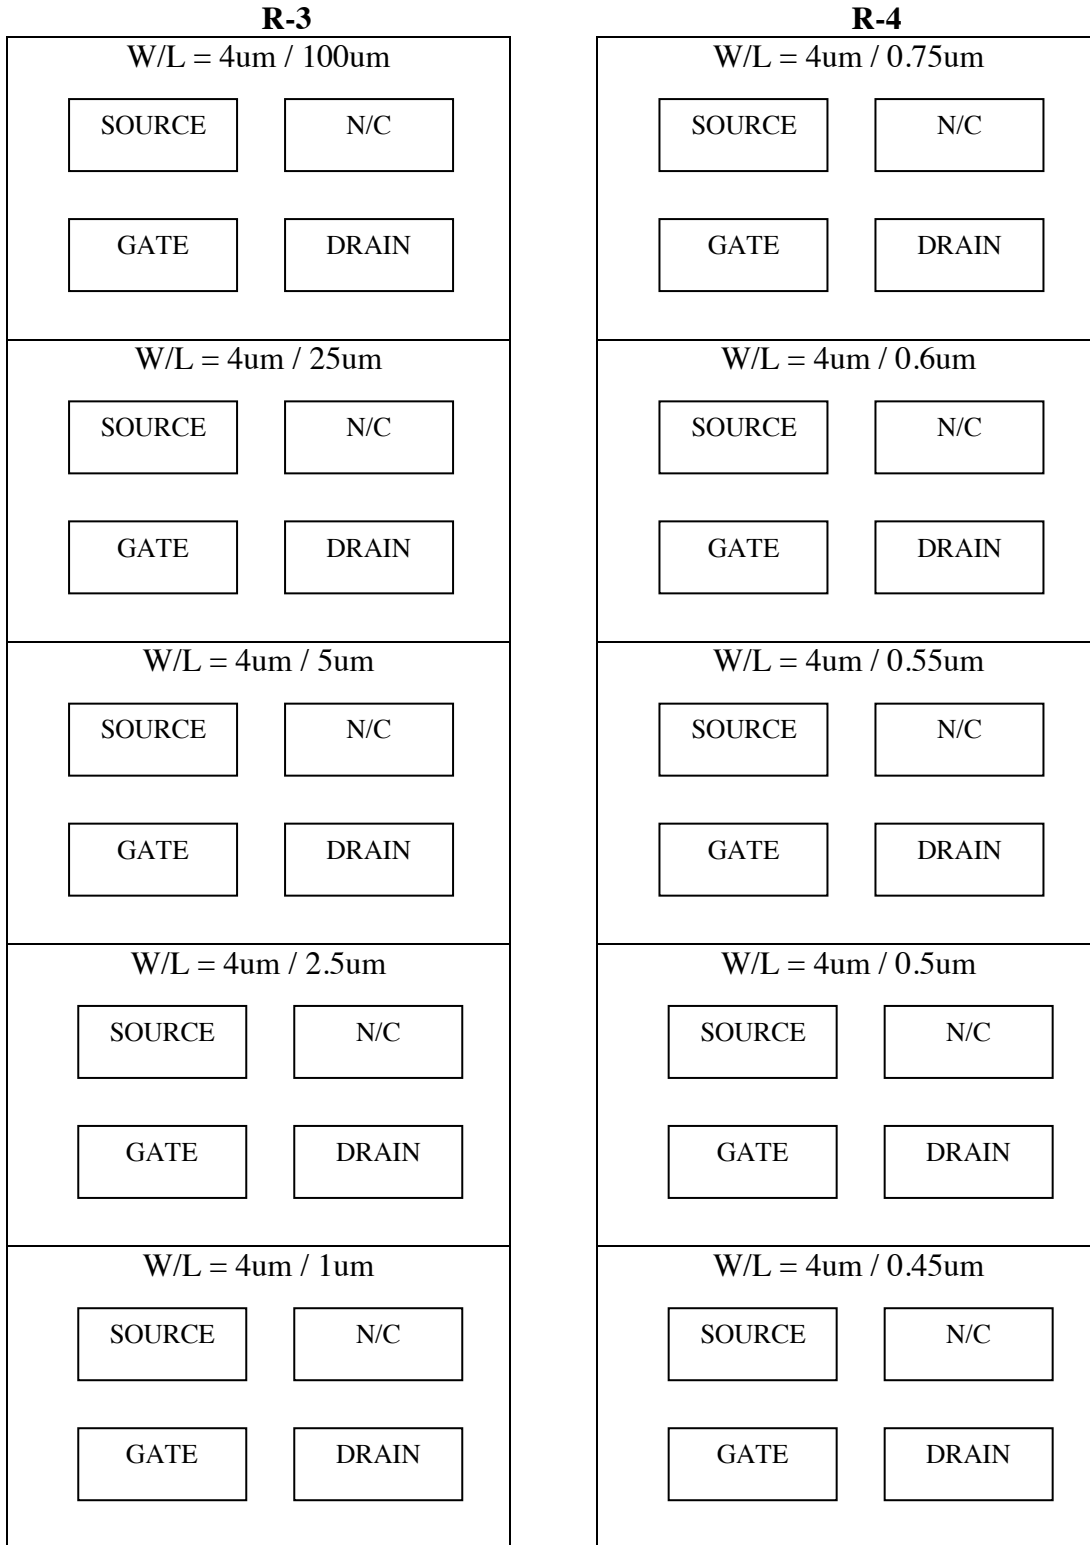 R-3
W/L = 4um / 100um
SOURCE N/C
GATE DRAIN
W/L = 4um / 25um
SOURCE N/C
GATE DRAIN
W/L = 4um / 5um
SOURCE N/C
GATE DRAIN
W/L = 4um / 2.5um
SOURCE N/C
GATE DRAIN
W/L = 4um / 1um
SOURCE N/C
GATE DRAIN
R-4
W/L = 4um / 0.75um
SOURCE N/C
GATE DRAIN
W/L = 4um / 0.6um
SOURCE N/C
GATE DRAIN
W/L = 4um / 0.55um
SOURCE N/C
GATE DRAIN
W/L = 4um / 0.5um
SOURCE N/C
GATE DRAIN
W/L = 4um / 0.45um
SOURCE N/C
GATE DRAIN